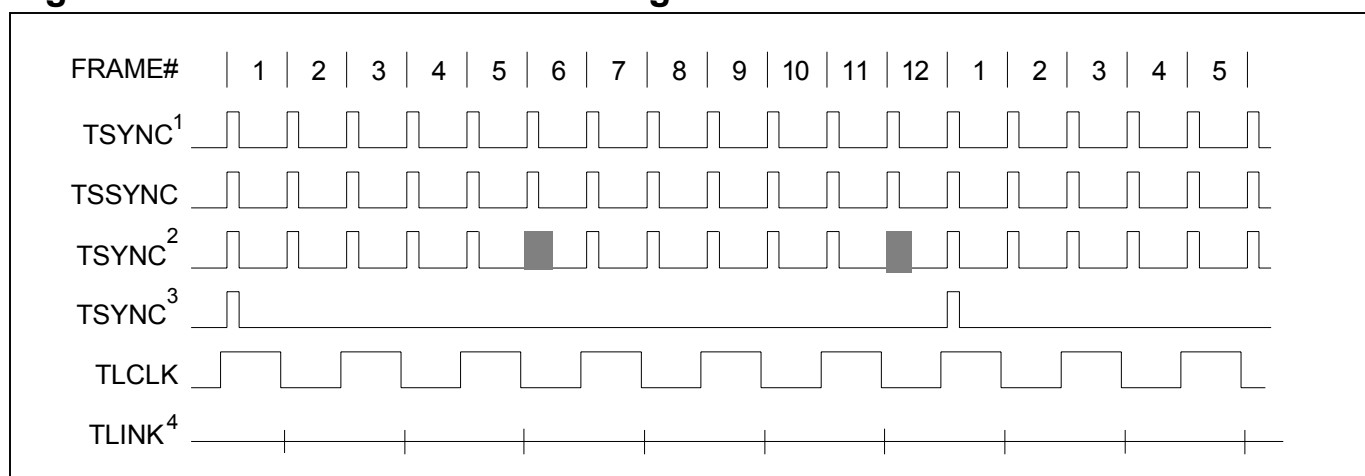 FRAME# 1 2 3 4 5 6 7 8 9 10 11 12 1 2 3 4 5
TSYNC1
TSSYNC
TSYNC2
TSYNC3
TLCLK
TLINK4